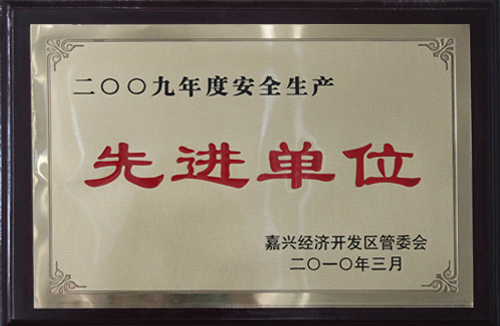 二〇〇九年度安全生产
先进单位
嘉兴经济开发区管委会
二〇一〇年三月